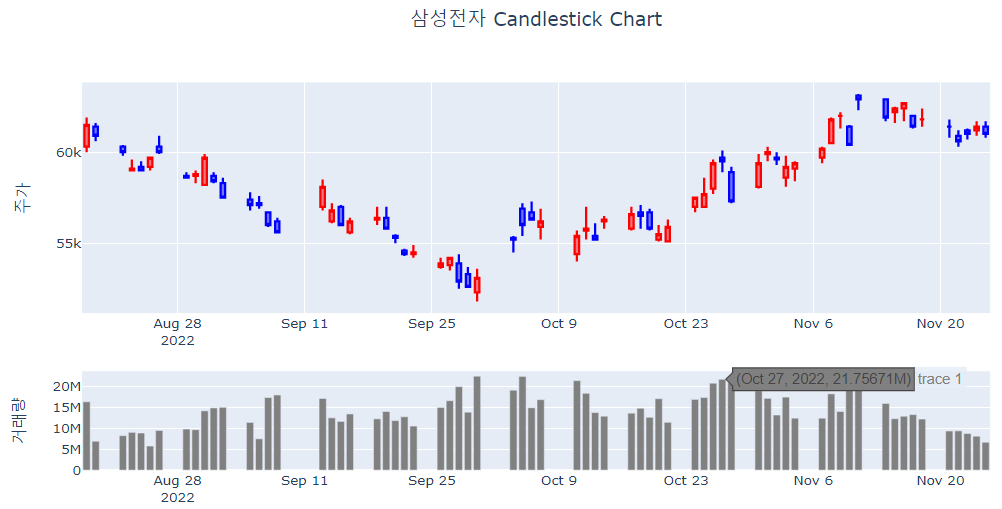 삼성전자 Candlestick Chart
주가
60k
55k
Aug 28
2022
Sep 11
Sep 25
Oct 9
Oct 23
Nov 6
Nov 20
거래량
20M
15M
10M
5M
0
(Oct 27, 2022, 21.75671M) trace 1
Aug 28
2022
Sep 11
Sep 25
Oct 9
Oct 23
Nov 6
Nov 20